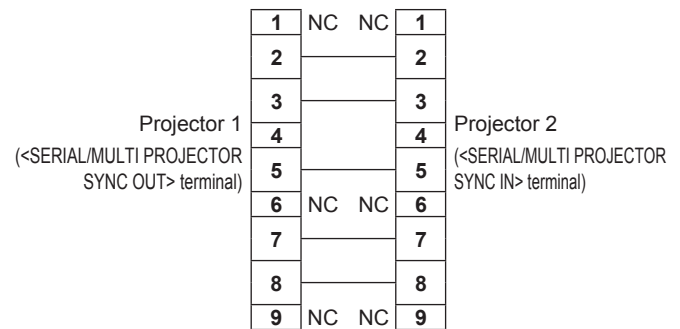 1 NC NC 1
2 2
3 3
Projector 1
(<SERIAL/MULTI PROJECTOR
SYNC OUT> terminal)
4 4
Projector 2
(<SERIAL/MULTI PROJECTOR
SYNC IN> terminal)
5 5
6 NC NC 6
7 7
8 8
9 NC NC 9